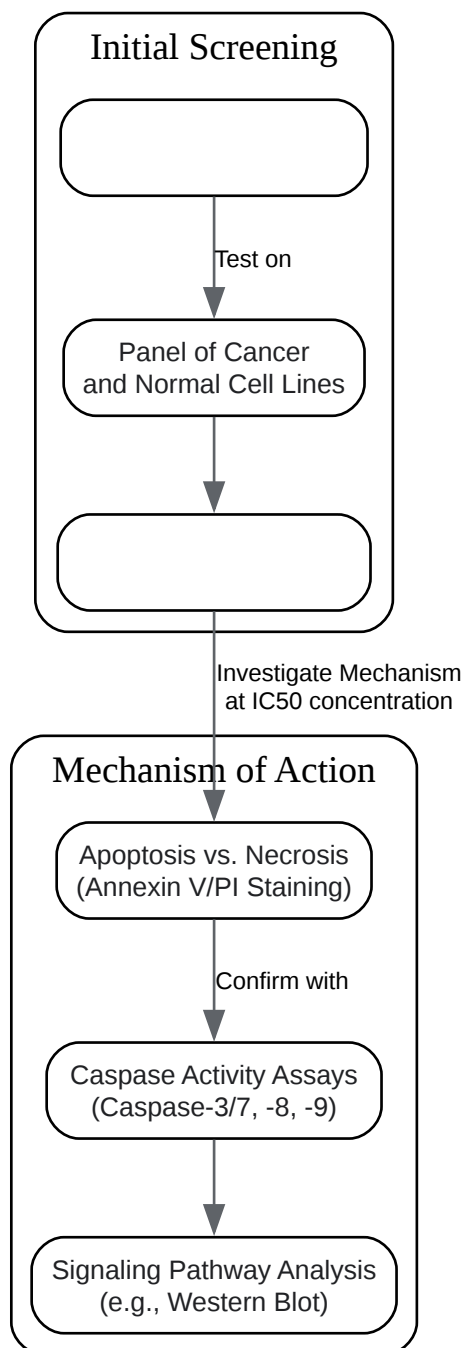 Initial Screening
Test on
Panel of Cancer
and Normal Cell Lines
Investigate Mechanism
at IC50 concentration
Mechanism of Action
Apoptosis vs. Necrosis
(Annexin V/PI Staining)
Confirm with
Caspase Activity Assays
(Caspase-3/7, -8, -9)
Signaling Pathway Analysis
(e.g., Western Blot)